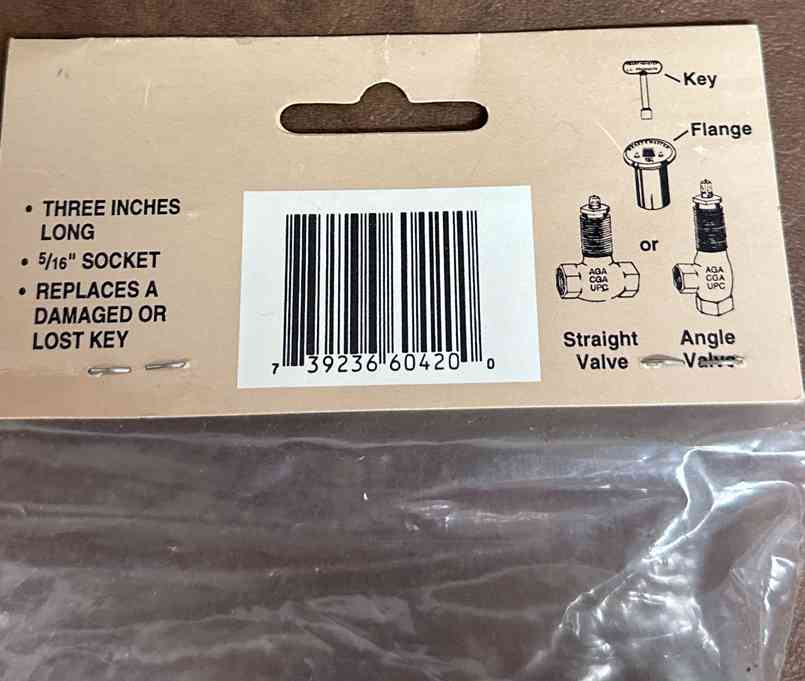 • THREE INCHES
LONG
• 5/16" SOCKET
• REPLACES A
DAMAGED OR
LOST KEY
7 39236 60420 0
Key
Flange
or
AGA
CGA
UPC
AGA
CGA
UPC
Straight
Valve
Angle
Valve